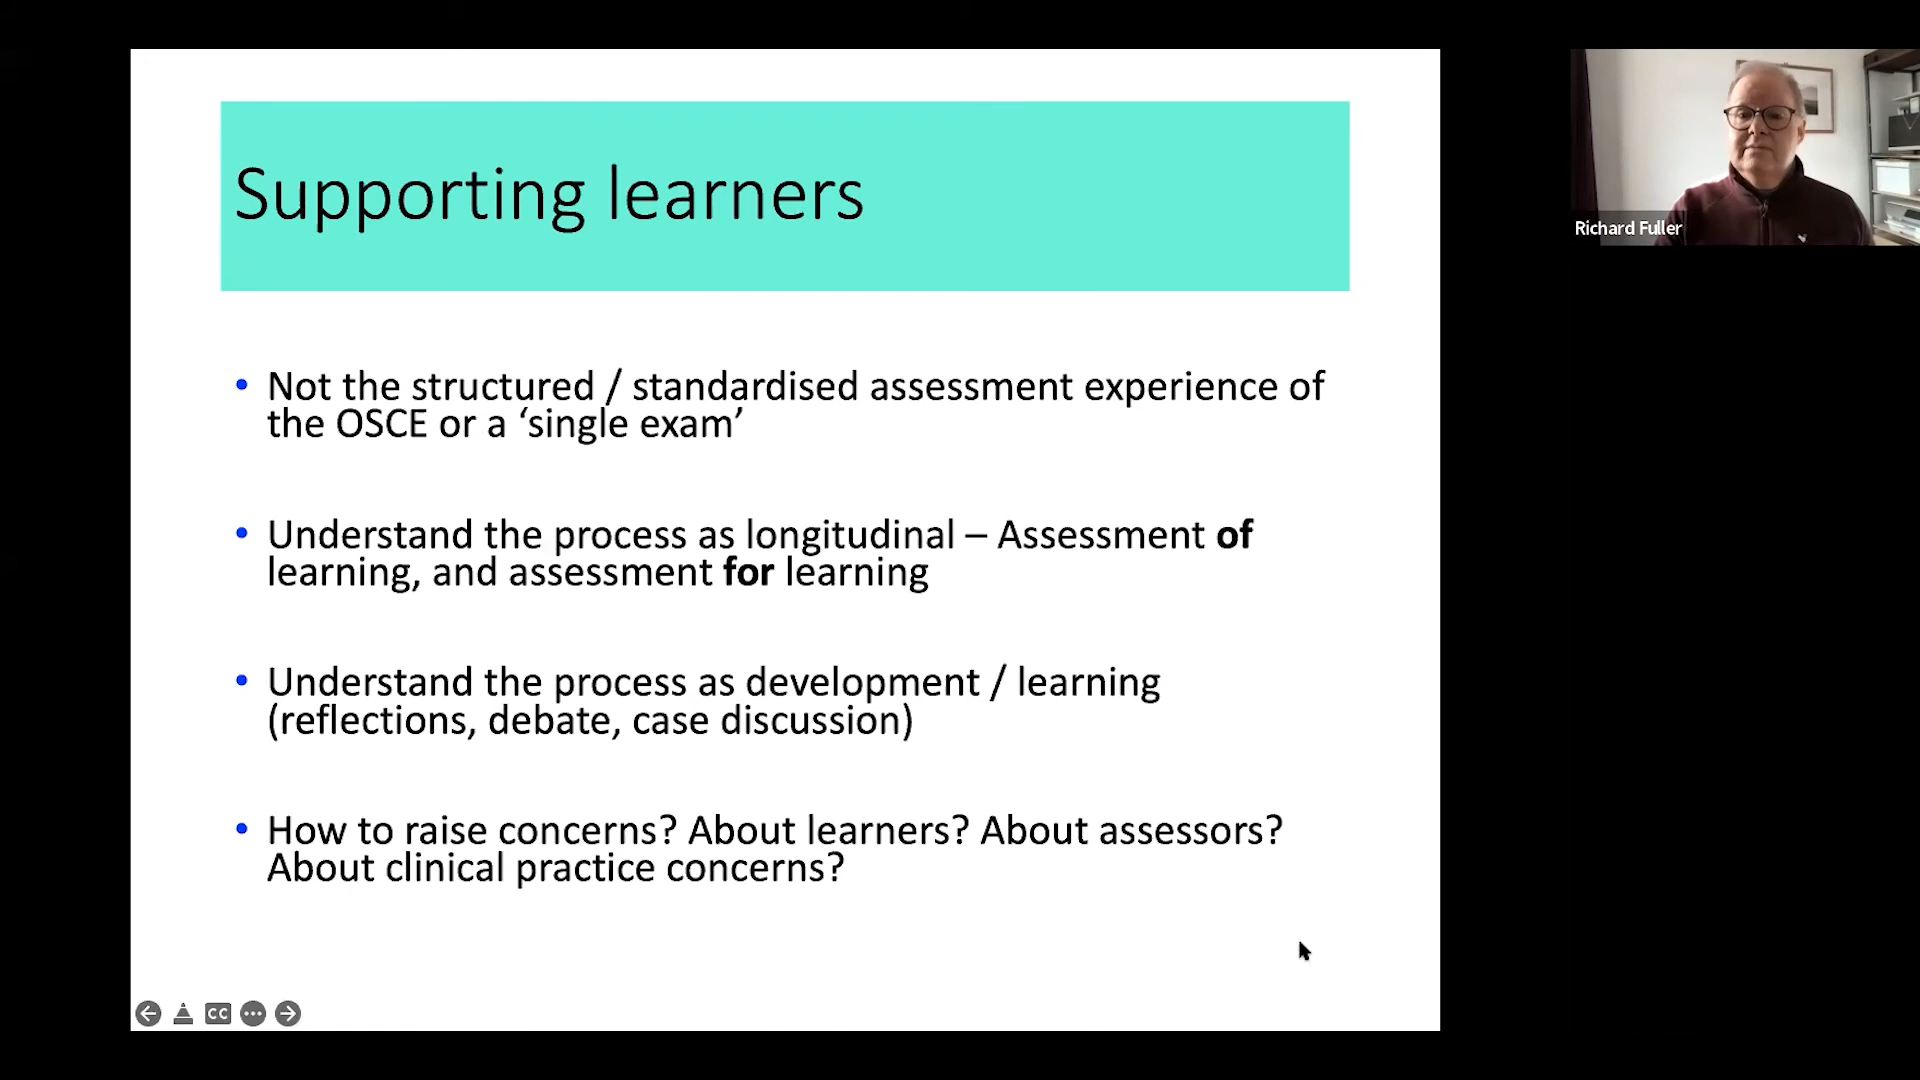 Supporting learners
• Not the structured / standardised assessment experience of
the OSCE or a ‘single exam’
• Understand the process as longitudinal – Assessment of
learning, and assessment for learning
• Understand the process as development / learning
(reflections, debate, case discussion)
• How to raise concerns? About learners? About assessors?
About clinical practice concerns?
Richard Fuller
CC